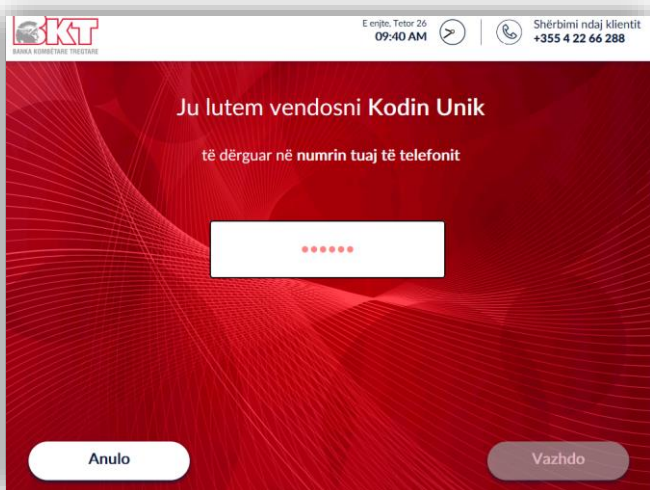 BKT
BANKA KOMBËTARE TREGTARE
E enjte, Tetor 26
09:40 AM
Shërbimi ndaj klientit
+355 4 22 66 288
Ju lutem vendosni Kodin Unik
të dërguar në numrin tuaj të telefonit
Anulo
Vazhdo